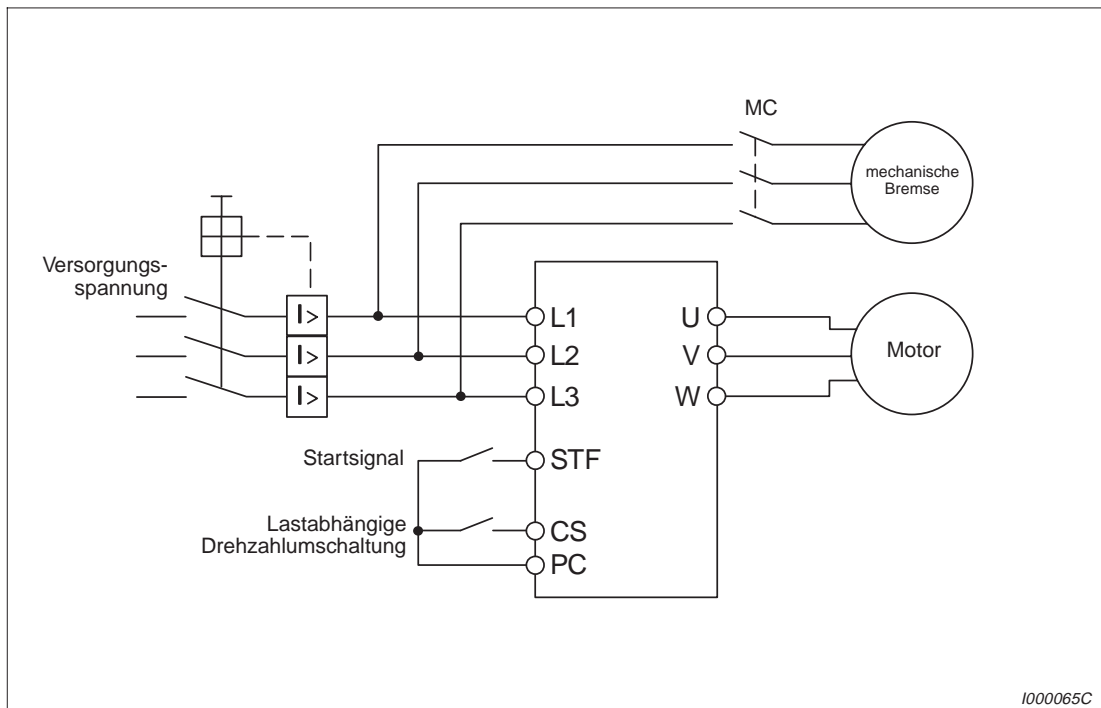 MC
mechanische
Bremse
Versorgungs-
spannung
I>
L1
U
I>
L2
V
Motor
I>
L3
W
Startsignal
STF
Lastabhängige
Drehzahlumschaltung
CS
PC
I000065C